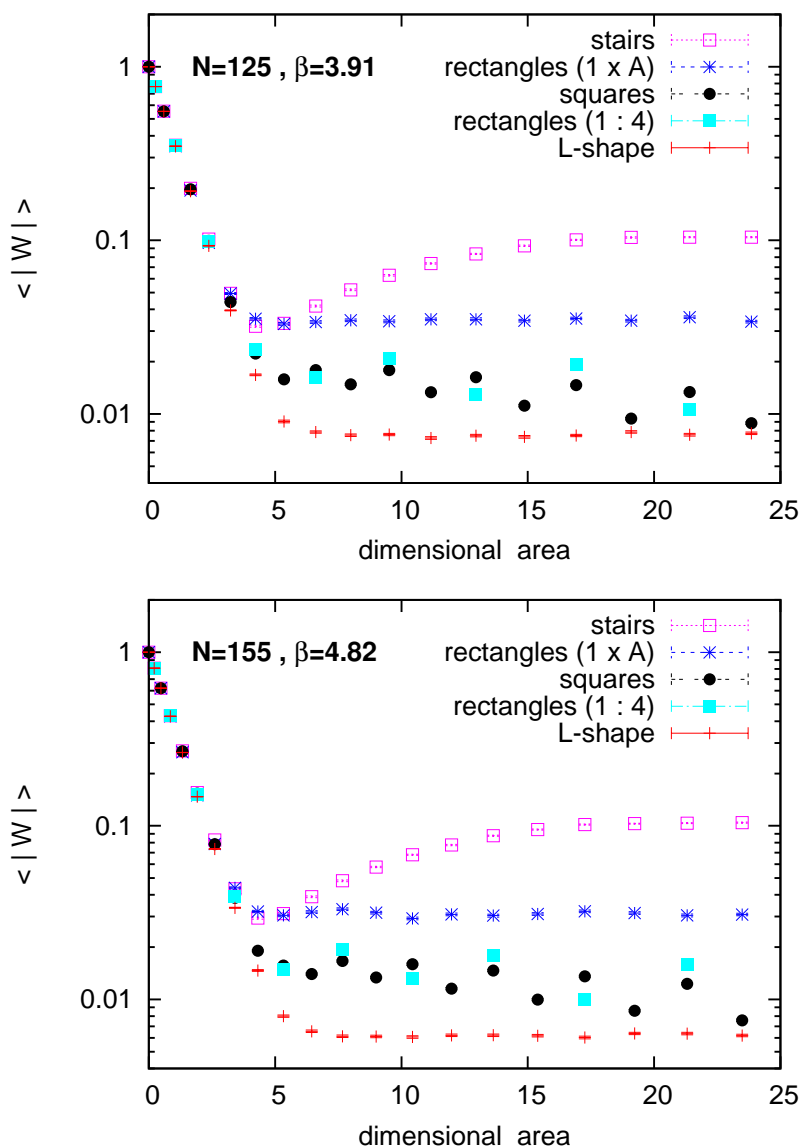 stairs
N=125 , β=3.91
rectangles (1 x A)
squares
rectangles (1 : 4)
L-shape
1
0.1
0.01
< | W | >
0 5 10 15 20 25
dimensional area
stairs
N=155 , β=4.82
rectangles (1 x A)
squares
rectangles (1 : 4)
L-shape
1
0.1
0.01
< | W | >
0 5 10 15 20 25
dimensional area